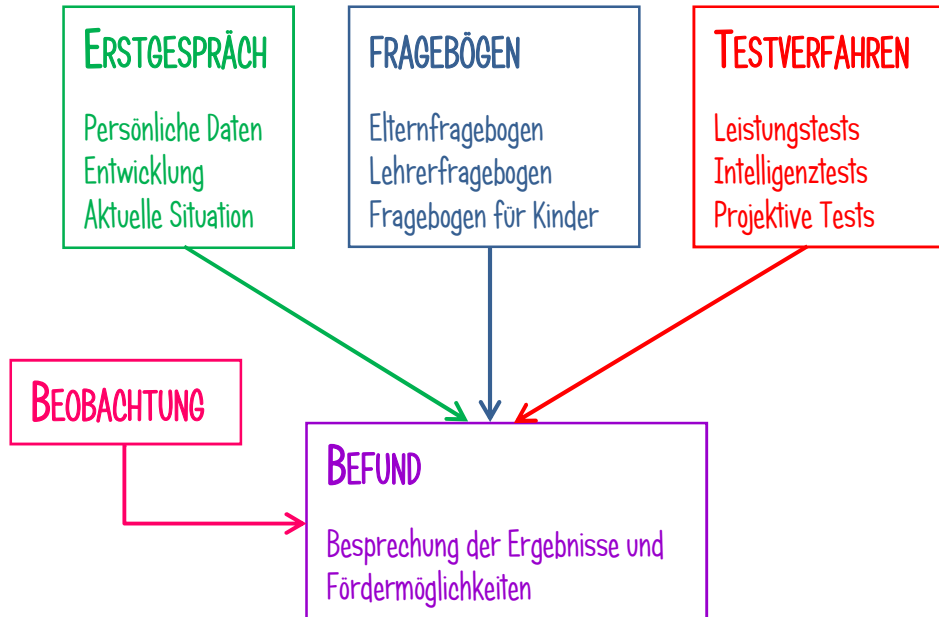 ERSTGESPRÄCH
Persönliche Daten
Entwicklung
Aktuelle Situation
FRAGEBÖGEN
Elternfragebogen
Lehrerfragebogen
Fragebogen für Kinder
TESTVERFAHREN
Leistungstests
Intelligenztests
Projektive Tests
BEOBACHTUNG
BEFUND
Besprechung der Ergebnisse und
Fördermöglichkeiten